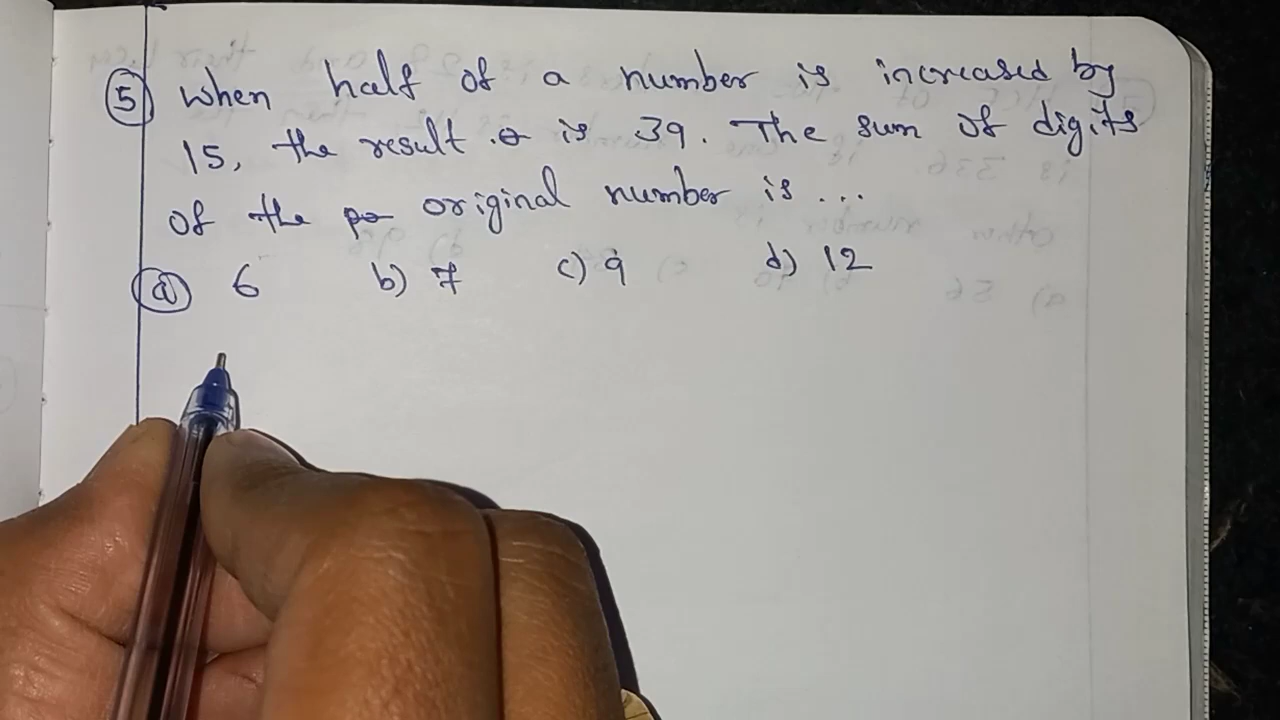 5 When half of a number is increased by
15, the result is 39. The sum of digits
of the original number is ...
a) 6 b) 7 c) 9 d) 12